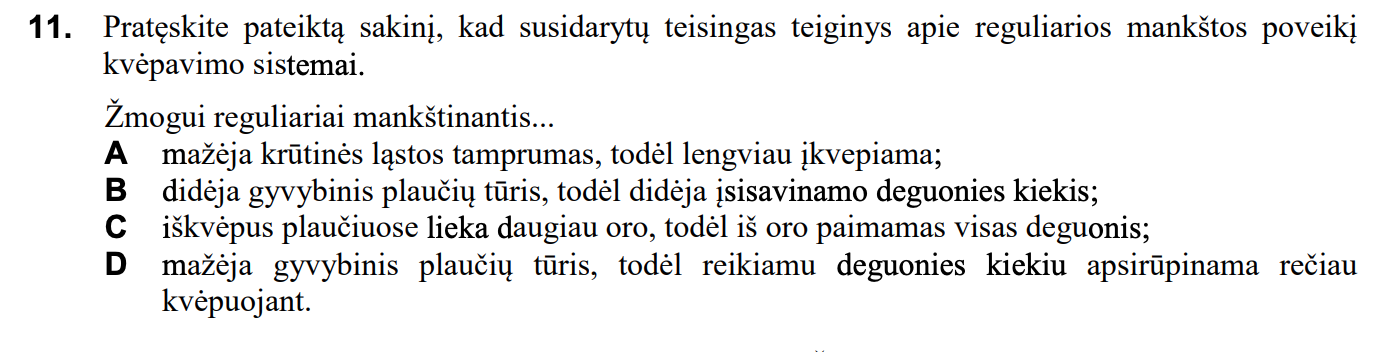 11. Pratęskite pateiktą sakinį, kad susidarytų teisingas teiginys apie reguliarios mankštos poveikį
kvėpavimo sistemai.
Žmogui reguliariai mankštinantis...
A mažėja krūtinės ląstos tamprumas, todėl lengviau įkvepiama;
B didėja gyvybinis plaučių tūris, todėl didėja įsisavinamo deguonies kiekis;
C iškvėpus plaučiuose lieka daugiau oro, todėl iš oro paimamas visas deguonis;
D mažėja gyvybinis plaučių tūris, todėl reikiamu deguonies kiekiu apsirūpinama rečiau
kvėpuojant.